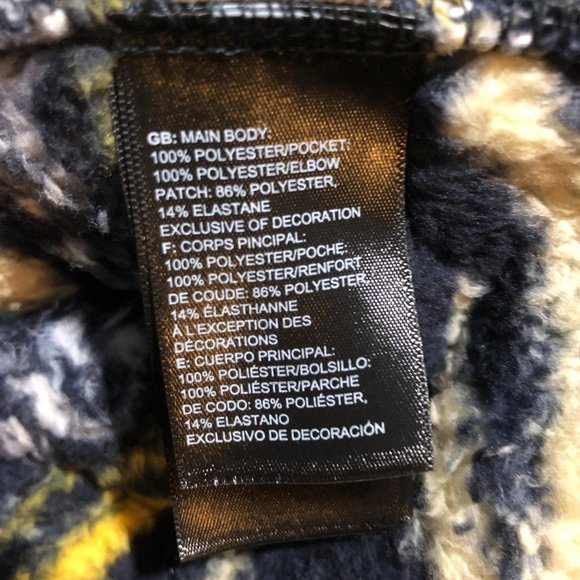 GB: MAIN BODY:
100% POLYESTER/POCKET:
100% POLYESTER/ELBOW
PATCH: 86% POLYESTER,
14% ELASTANE
EXCLUSIVE OF DECORATION
F: CORPS PINCIPAL:
100% POLYESTER/POCHE:
100% POLYESTER/RENFORT
DE COUDE: 86% POLYESTER,
14% ÉLASTHANNE
À L'EXCEPTION DES
DÉCORATIONS
E: CUERPO PRINCIPAL:
100% POLIÉSTER/BOLSILLO:
100% POLIÉSTER/PARCHE
DE CODO: 86% POLIÉSTER,
14% ELASTANO
EXCLUSIVO DE DECORACIÓN